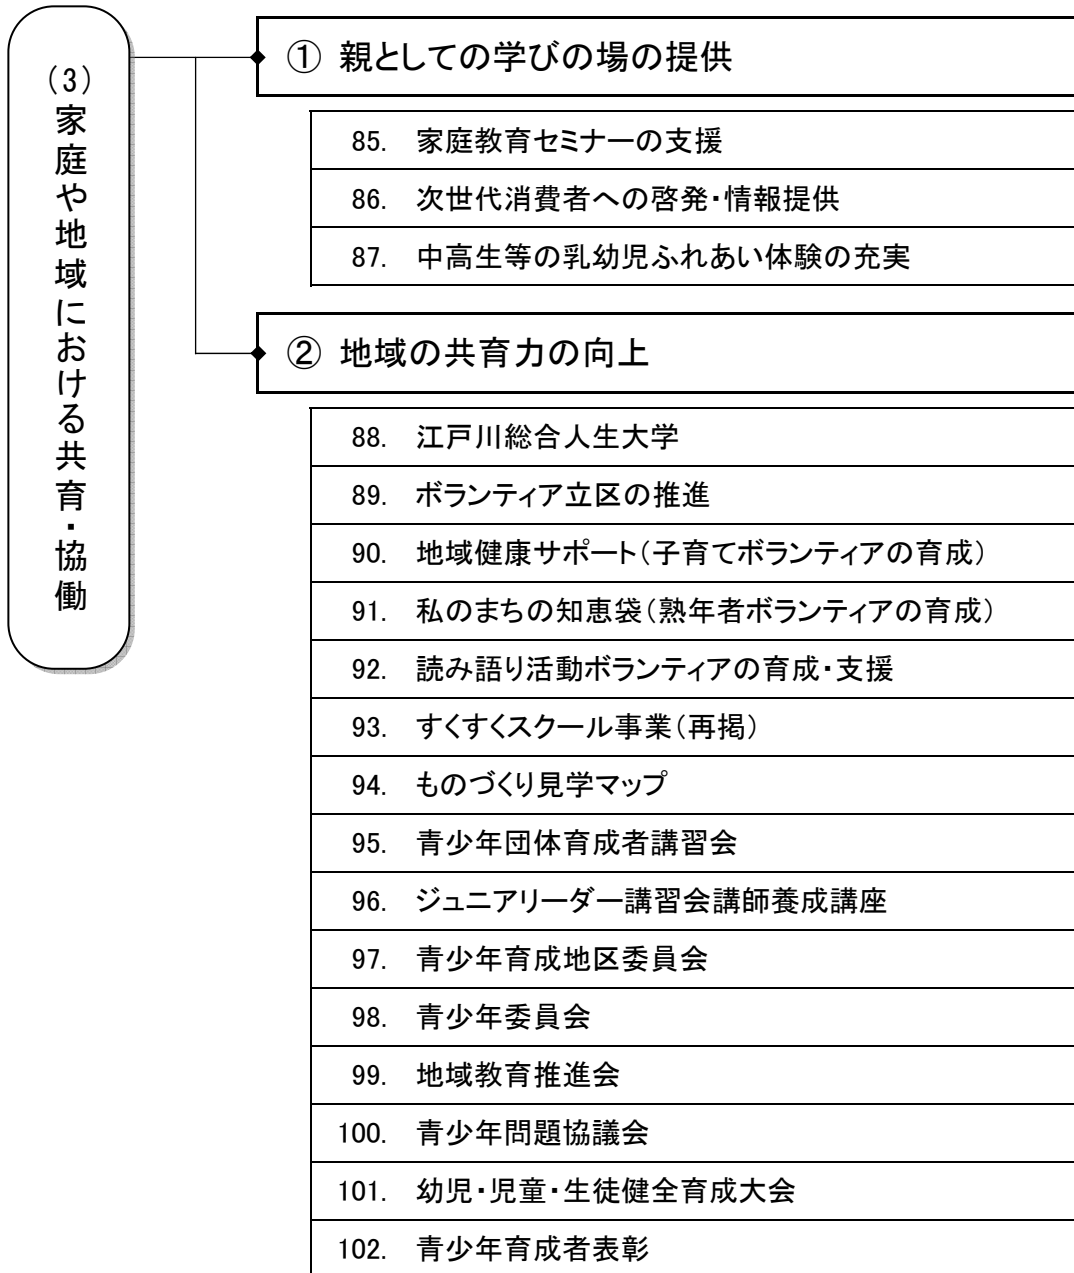 (3)家庭や地域における共育・協働
① 親としての学びの場の提供
85. 家庭教育セミナーの支援
86. 次世代消費者への啓発・情報提供
87. 中高生等の乳幼児ふれあい体験の充実
② 地域の共育力の向上
88. 江戸川総合人生大学
89. ボランティア立区の推進
90. 地域健康サポート(子育てボランティアの育成)
91. 私のまちの知恵袋(熟年者ボランティアの育成)
92. 読み語り活動ボランティアの育成・支援
93. すくすくスクール事業(再掲)
94. ものづくり見学マップ
95. 青少年団体育成者講習会
96. ジュニアリーダー講習会講師養成講座
97. 青少年育成地区委員会
98. 青少年委員会
99. 地域教育推進会
100. 青少年問題協議会
101. 幼児・児童・生徒健全育成大会
102. 青少年育成者表彰